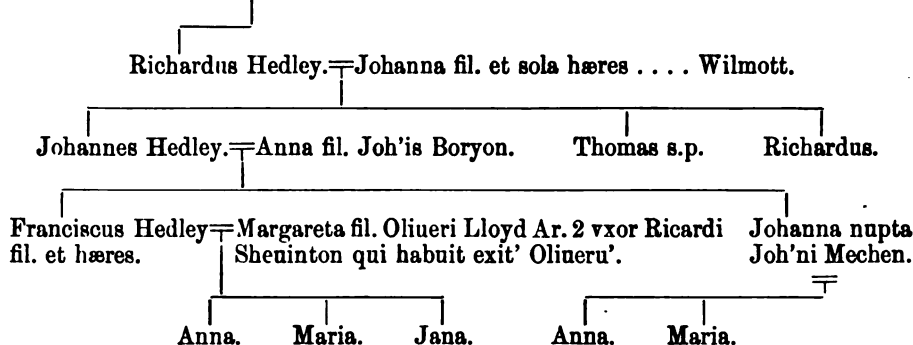 Richardus Hedley. Johanna fil. et sola hæres .... Wilmott.
Johannes Hedley. Anna fil. Joh'is Boryon. Thomas s.p. Richardus.
Franciscus Hedley Margareta fil. Oliueri Lloyd Ar. 2 vxor Ricardi Johanna nupta
fil. et hæres. Sheuinton qui habuit exit' Oliueru'. Joh'ni Mechen.
Anna. Maria. Jana. Anna. Maria.